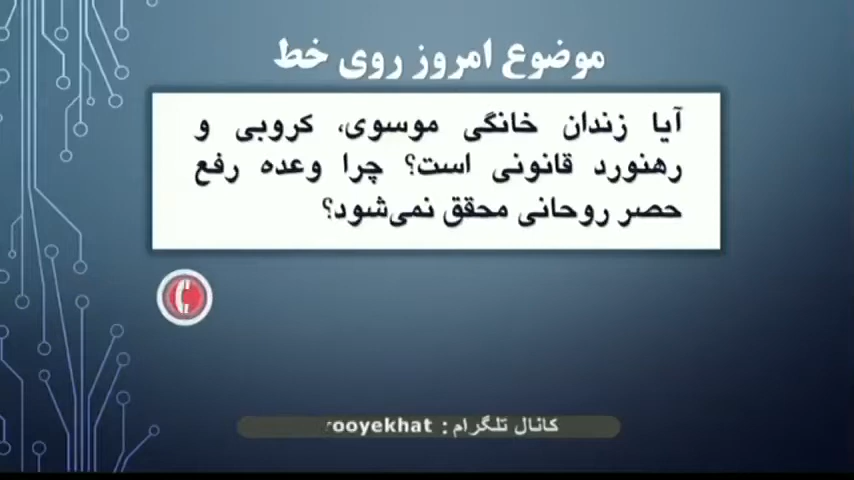 موضوع امروز روی خط
آیا زندان خانگی موسوی، کروبی و
رهنورد قانونی است؟ چرا وعده رفع
حصر روحانی محقق نمی‌شود؟
کانال تلگرام : rooyekhat